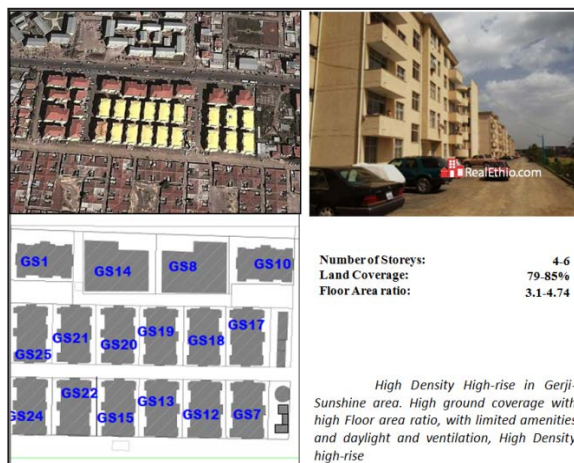 RealEthio.com
GS1
GS14
GS8
GS10
GS25
GS21
GS20
GS19
GS18
GS17
GS24
GS22
GS15
GS13
GS12
GS7
Number of Storeys: 4-6
Land Coverage: 79-85%
Floor Area ratio: 3.1-4.74
High Density High-rise in Gerji-
Sunshine area. High ground coverage with
high Floor area ratio, with limited amenities
and daylight and ventilation, High Density
high-rise